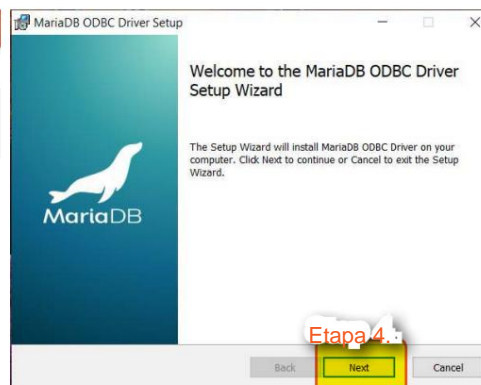 MariaDB ODBC Driver Setup
Welcome to the MariaDB ODBC Driver
Setup Wizard
The Setup Wizard will install MariaDB ODBC Driver on your
computer. Click Next to continue or Cancel to exit the Setup
Wizard.
MariaDB
Etapa 4.
Back
Next
Cancel